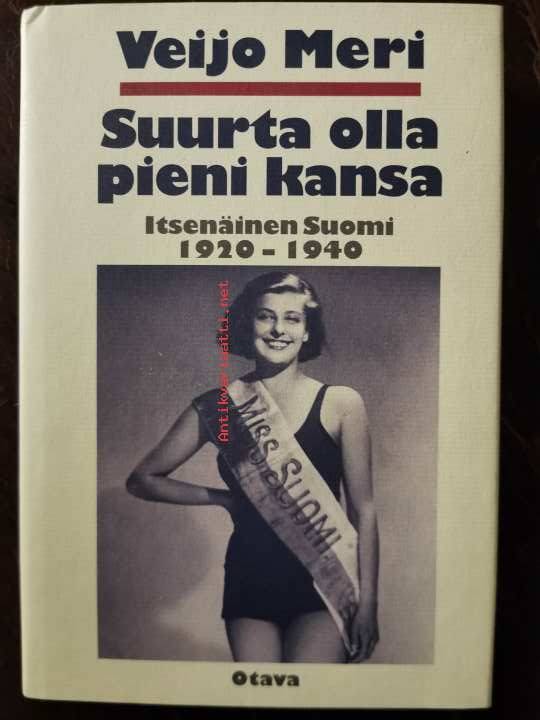 Veijo Meri
Suurta olla
pieni kansa
Itsenäinen Suomi
1920 – 1940
Antikvariaatti.net
MISS SUOMI
Otava